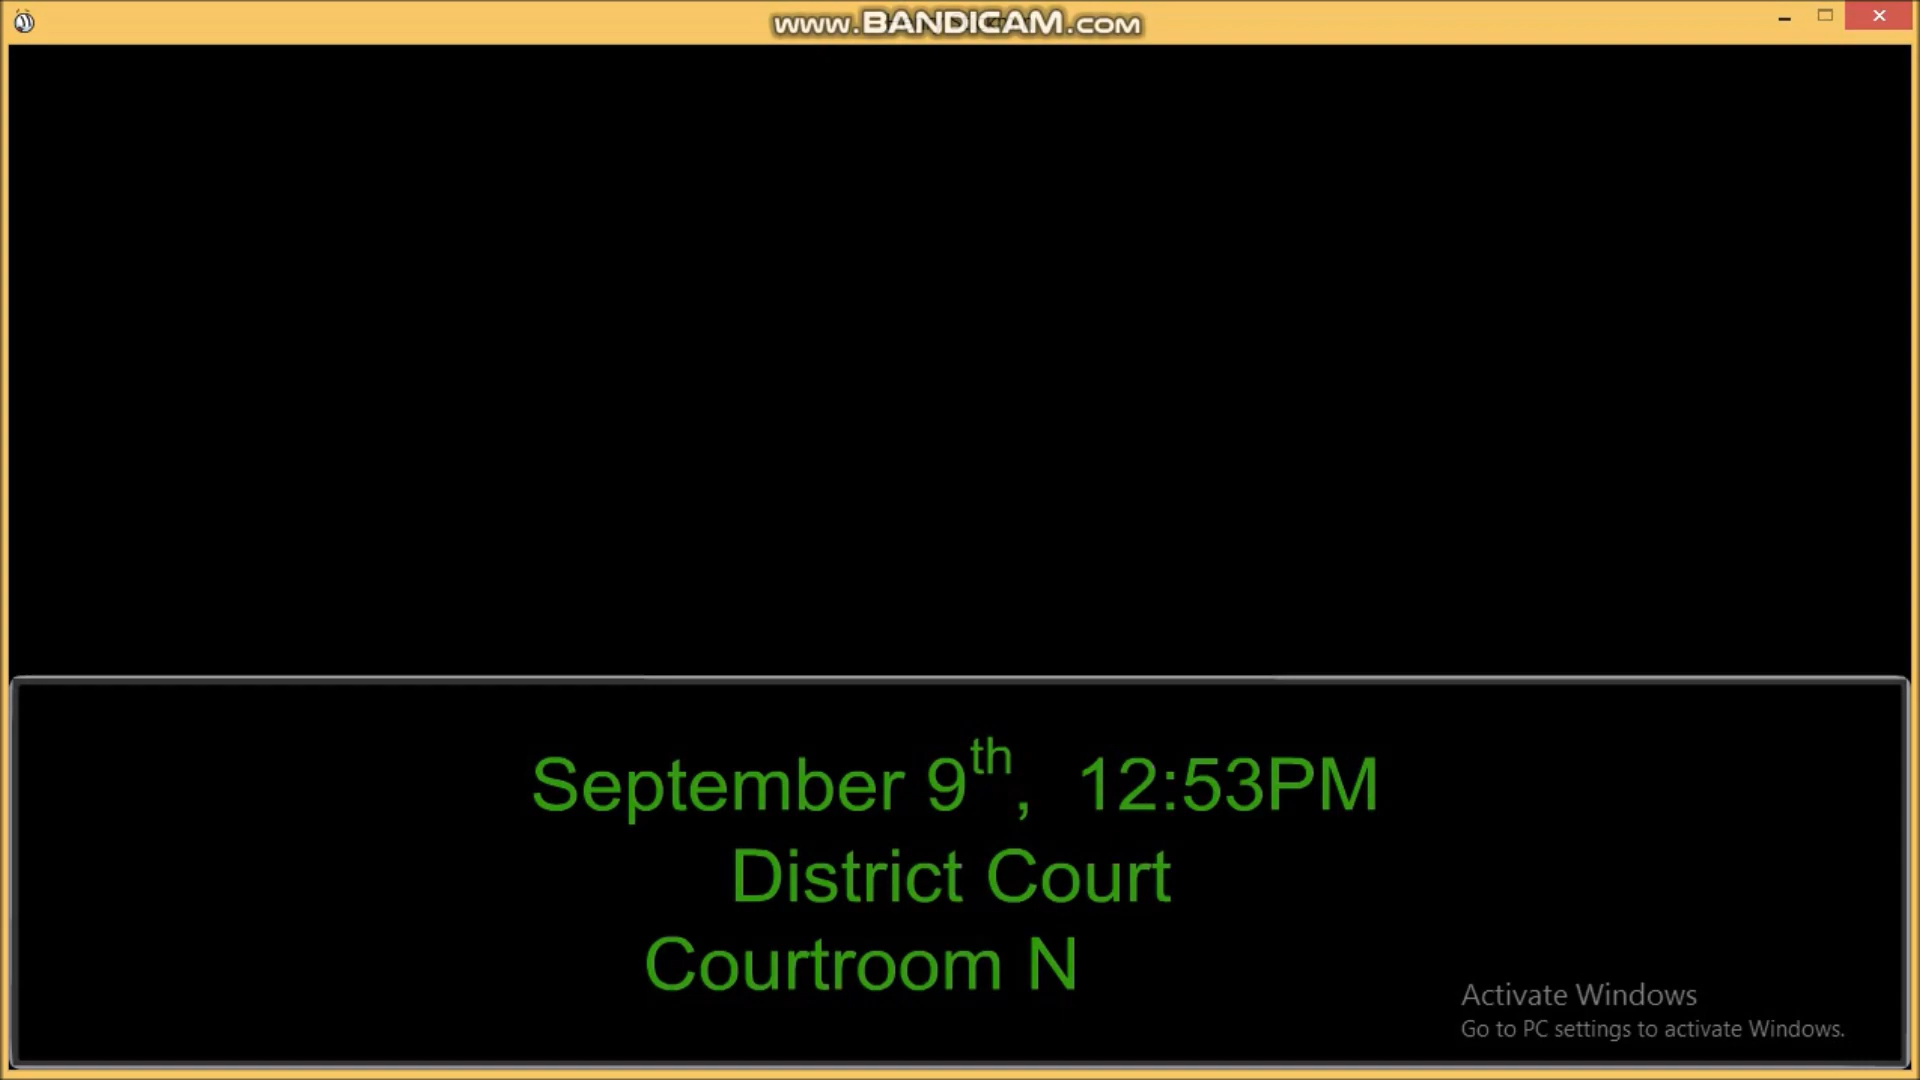 www.BANDICAM.com
September 9th, 12:53PM
District Court
Courtroom N
Activate Windows
Go to PC settings to activate Windows.